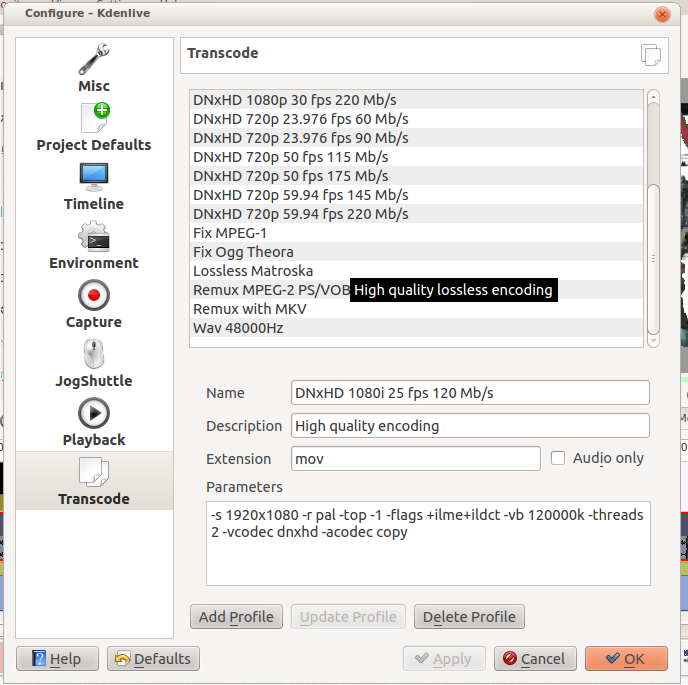 Configure – Kdenlive
Misc
Project Defaults
Timeline
Environment
Capture
JogShuttle
Playback
Transcode
Transcode
DNxHD 1080p 30 fps 220 Mb/s
DNxHD 720p 23.976 fps 60 Mb/s
DNxHD 720p 23.976 fps 90 Mb/s
DNxHD 720p 50 fps 115 Mb/s
DNxHD 720p 50 fps 175 Mb/s
DNxHD 720p 59.94 fps 145 Mb/s
DNxHD 720p 59.94 fps 220 Mb/s
Fix MPEG-1
Fix Ogg Theora
Lossless Matroska
Remux MPEG-2 PS/VOB
High quality lossless encoding
Remux with MKV
Wav 48000Hz
Name DNxHD 1080i 25 fps 120 Mb/s
Description High quality encoding
Extension mov Audio only
Parameters
-s 1920x1080 -r pal -top -1 -flags +ilme+ildct -vb 120000k -threads
2 -vcodec dnxhd -acodec copy
Add Profile Update Profile Delete Profile
Help Defaults Apply Cancel OK